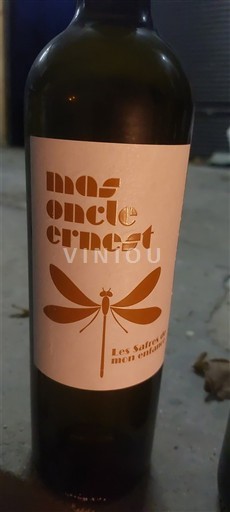 mas
oncle
ernest
VINIOU
Les Safres de
mon enfance